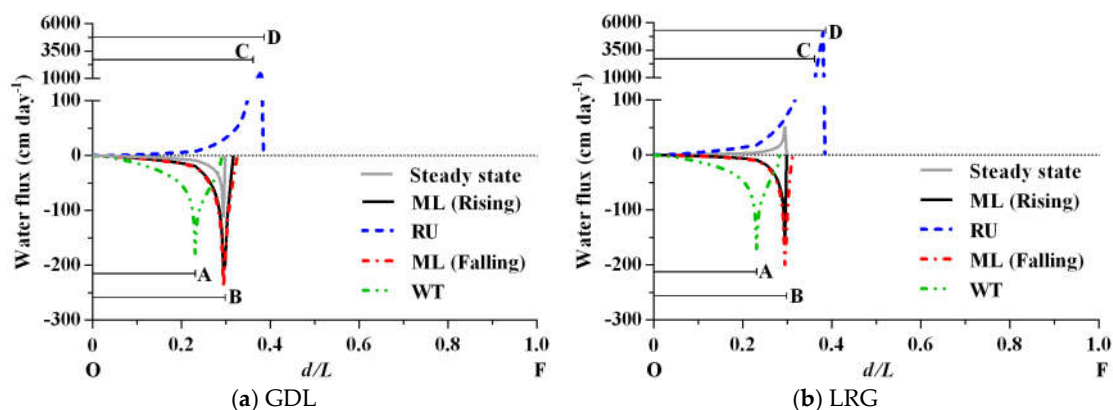 6000
3500
1000
100
0
-100
-200
-300
Water flux (cm day⁻¹)
D
C
A
B
Steady state
ML (Rising)
RU
ML (Falling)
WT
0 0.2 0.4 0.6 0.8 1.0
O d/L F
(a) GDL
6000
3500
1000
100
0
-100
-200
-300
Water flux (cm day⁻¹)
D
C
A
B
Steady state
ML (Rising)
RU
ML (Falling)
WT
0 0.2 0.4 0.6 0.8 1.0
O d/L F
(b) LRG